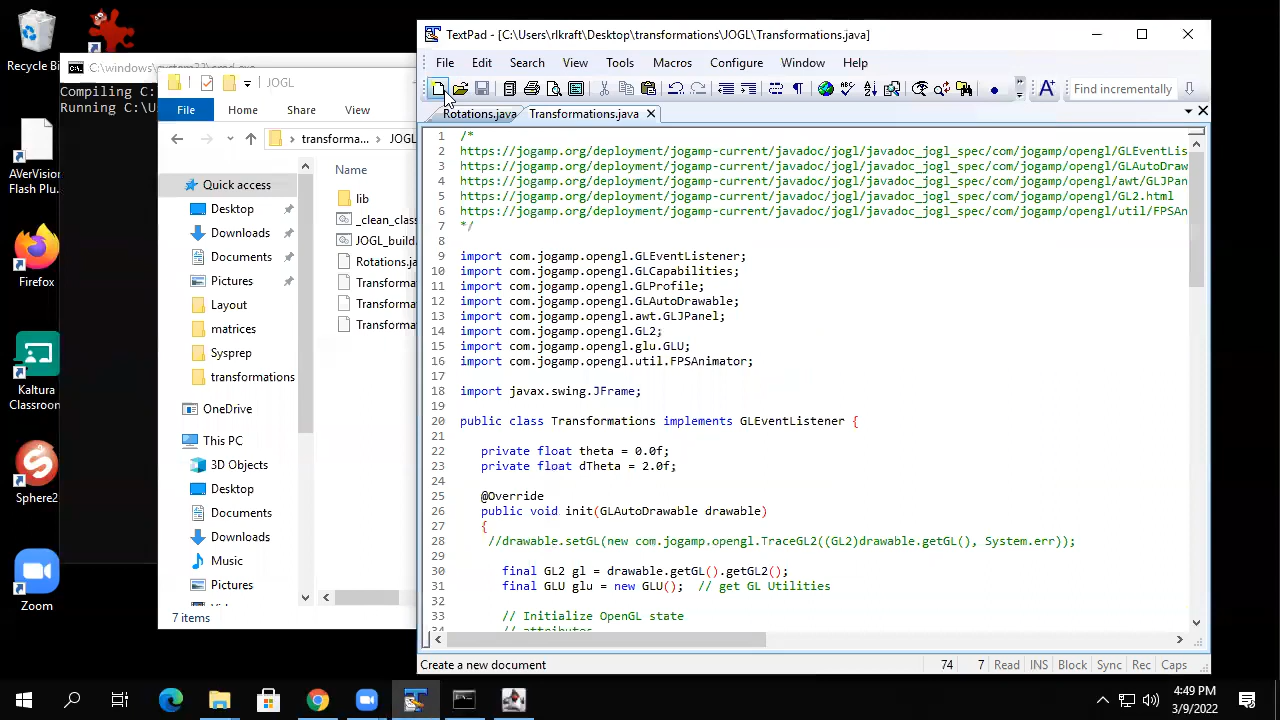 Recycle Bi
AVerVision
Flash Plu...
Firefox
Kaltura
Classroom
Sphere2
Zoom
C:\windows\system32\cmd.exe
Compiling C:
Running C:\U
JOGL
File
Home
Share
View
transforma...
JOGL
Name
Quick access
Desktop
Downloads
Documents
Pictures
Layout
matrices
Sysprep
transformations
OneDrive
This PC
3D Objects
Desktop
Documents
Downloads
Music
Pictures
lib
_clean_clas
JOGL_build.
Rotations.ja
Transforma
Transforma
Transforma
7 items
TextPad - [C:\Users\rlkraft\Desktop\transformations\JOGL\Transformations.java]
File Edit Search View Tools Macros Configure Window Help
Find incrementally
Rotations.java
Transformations.java
1 /*
2 https://jogamp.org/deployment/jogamp-current/javadoc/jogl/javadoc_jogl_spec/com/jogamp/opengl/GLEventLis
3 https://jogamp.org/deployment/jogamp-current/javadoc/jogl/javadoc_jogl_spec/com/jogamp/opengl/GLAutoDraw
4 https://jogamp.org/deployment/jogamp-current/javadoc/jogl/javadoc_jogl_spec/com/jogamp/opengl/awt/GLJPan
5 https://jogamp.org/deployment/jogamp-current/javadoc/jogl/javadoc_jogl_spec/com/jogamp/opengl/GL2.html
6 https://jogamp.org/deployment/jogamp-current/javadoc/jogl/javadoc_jogl_spec/com/jogamp/opengl/util/FPSAn
7 */
8
9 import com.jogamp.opengl.GLEventListener;
10 import com.jogamp.opengl.GLCapabilities;
11 import com.jogamp.opengl.GLProfile;
12 import com.jogamp.opengl.GLAutoDrawable;
13 import com.jogamp.opengl.awt.GLJPanel;
14 import com.jogamp.opengl.GL2;
15 import com.jogamp.opengl.glu.GLU;
16 import com.jogamp.opengl.util.FPSAnimator;
17
18 import javax.swing.JFrame;
19
20 public class Transformations implements GLEventListener {
21
22 private float theta = 0.0f;
23 private float dTheta = 2.0f;
24
25 @Override
26 public void init(GLAutoDrawable drawable)
27 {
28 //drawable.setGL(new com.jogamp.opengl.TraceGL2((GL2)drawable.getGL(), System.err));
29
30 final GL2 gl = drawable.getGL().getGL2();
31 final GLU glu = new GLU(); // get GL Utilities
32
33 // Initialize OpenGL state
34 // attributes
Create a new document
74 7 Read INS Block Sync Rec Caps
4:49 PM
3/9/2022